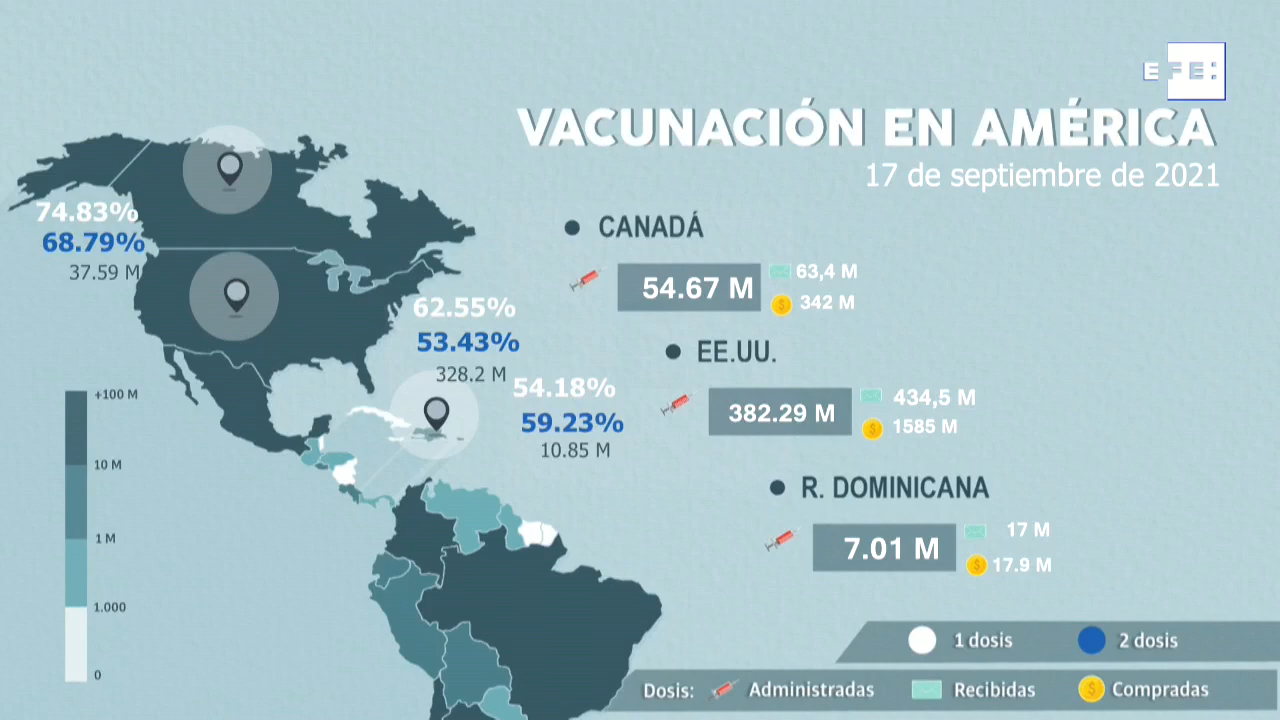 EFE:
VACUNACIÓN EN AMÉRICA
17 de septiembre de 2021
74.83%
68.79%
37.59 M
62.55%
53.43%
328.2 M
54.18%
59.23%
10.85 M
CANADÁ
54.67 M
63,4 M
342 M
EE.UU.
382.29 M
434,5 M
1585 M
R. DOMINICANA
7.01 M
17 M
17.9 M
+100 M
10 M
1 M
1.000
0
1 dosis 2 dosis
Dosis: Administradas Recibidas Compradas